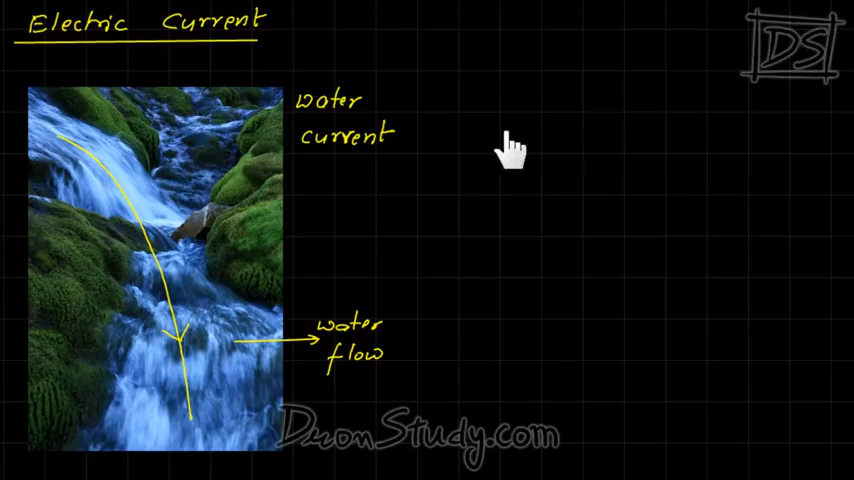 Electric Current
DS
water
current
water
flow
DronStudy.com